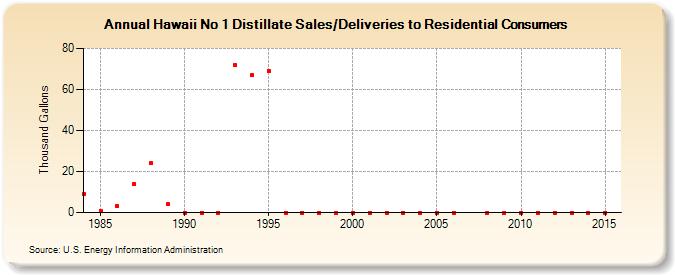 Annual Hawaii No 1 Distillate Sales/Deliveries to Residential Consumers
Thousand Gallons
80
60
40
20
0
1985 1990 1995 2000 2005 2010 2015
Source: U.S. Energy Information Administration